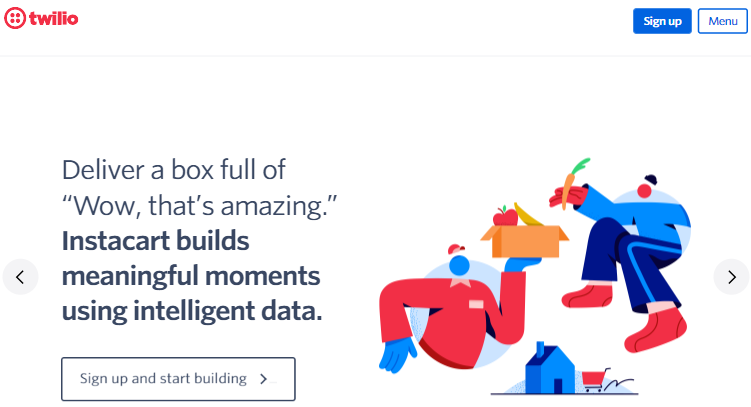 twilio
Sign up
Menu
Deliver a box full of
“Wow, that’s amazing.”
Instacart builds
meaningful moments
using intelligent data.
Sign up and start building